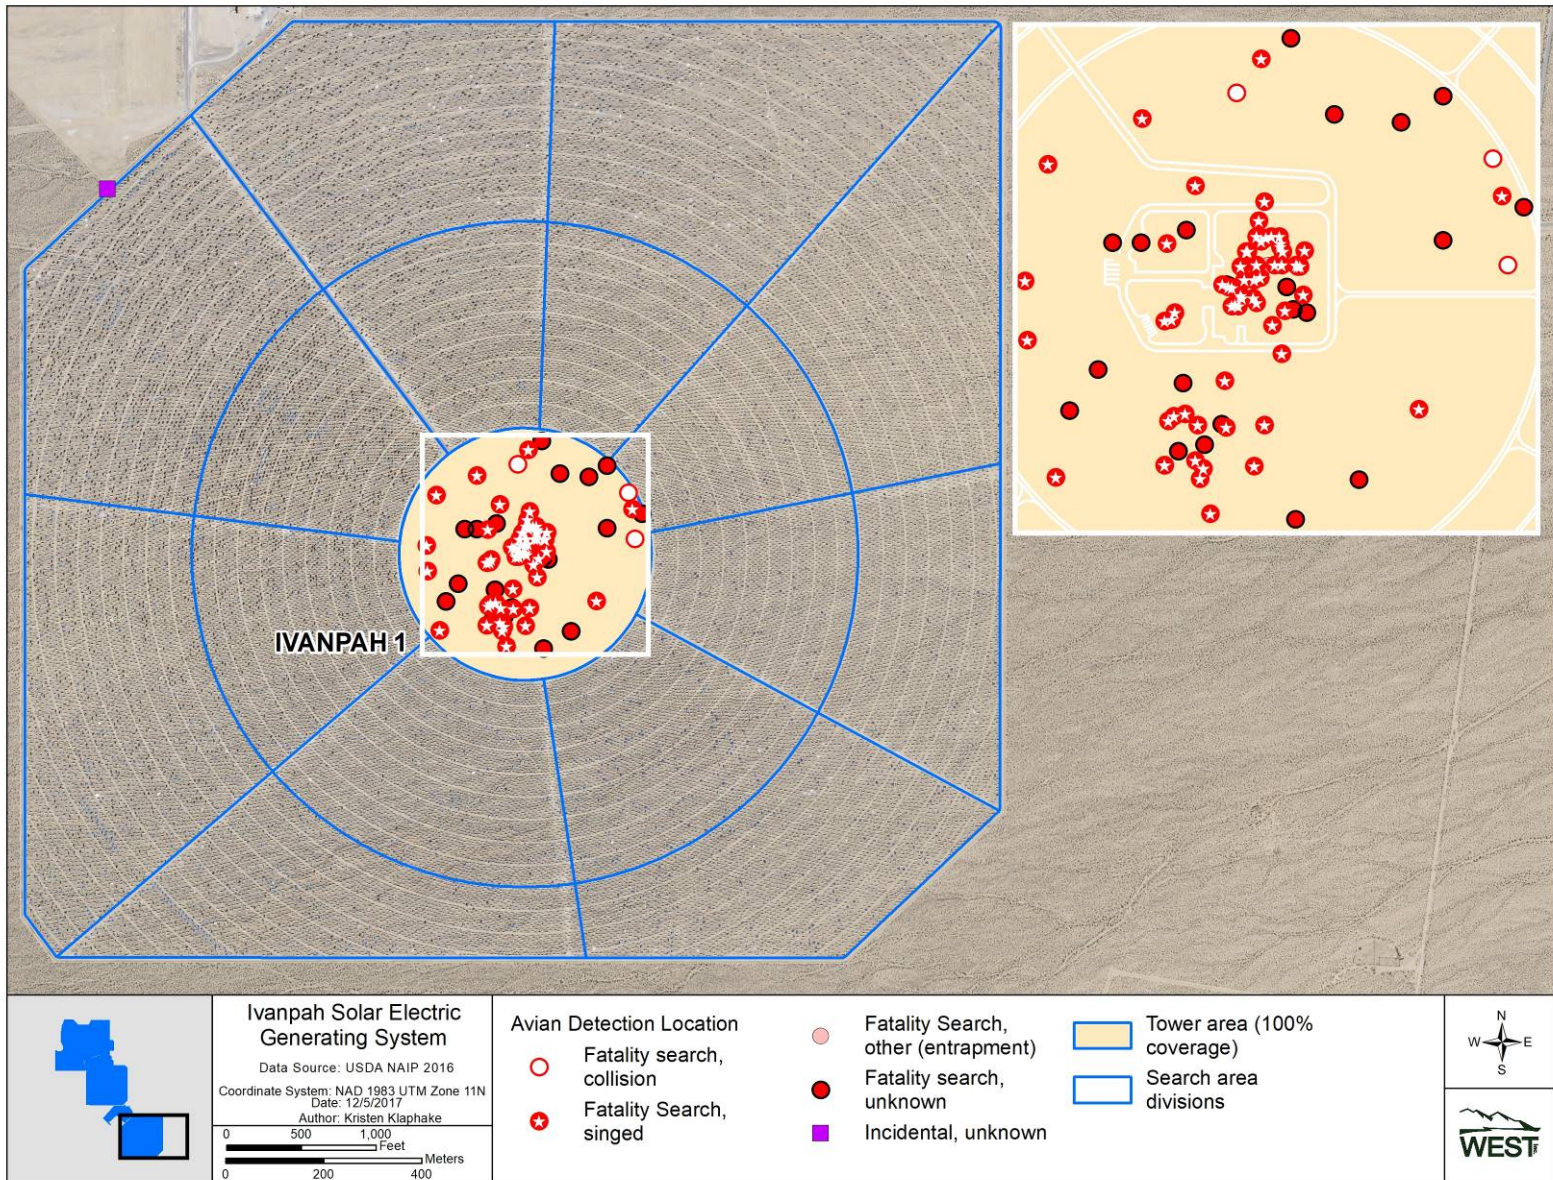 IVANPAH 1
Ivanpah Solar Electric
Generating System
Data Source: USDA NAIP 2016
Coordinate System: NAD 1983 UTM Zone 11N
Date: 12/5/2017
Author: Kristen Klaphake
0 500 1,000
Feet
Meters
0 200 400
Avian Detection Location
Fatality search,
collision
Fatality Search,
singed
Fatality Search,
other (entrapment)
Fatality search,
unknown
Incidental, unknown
Tower area (100%
coverage)
Search area
divisions
N
W E
S
WEST